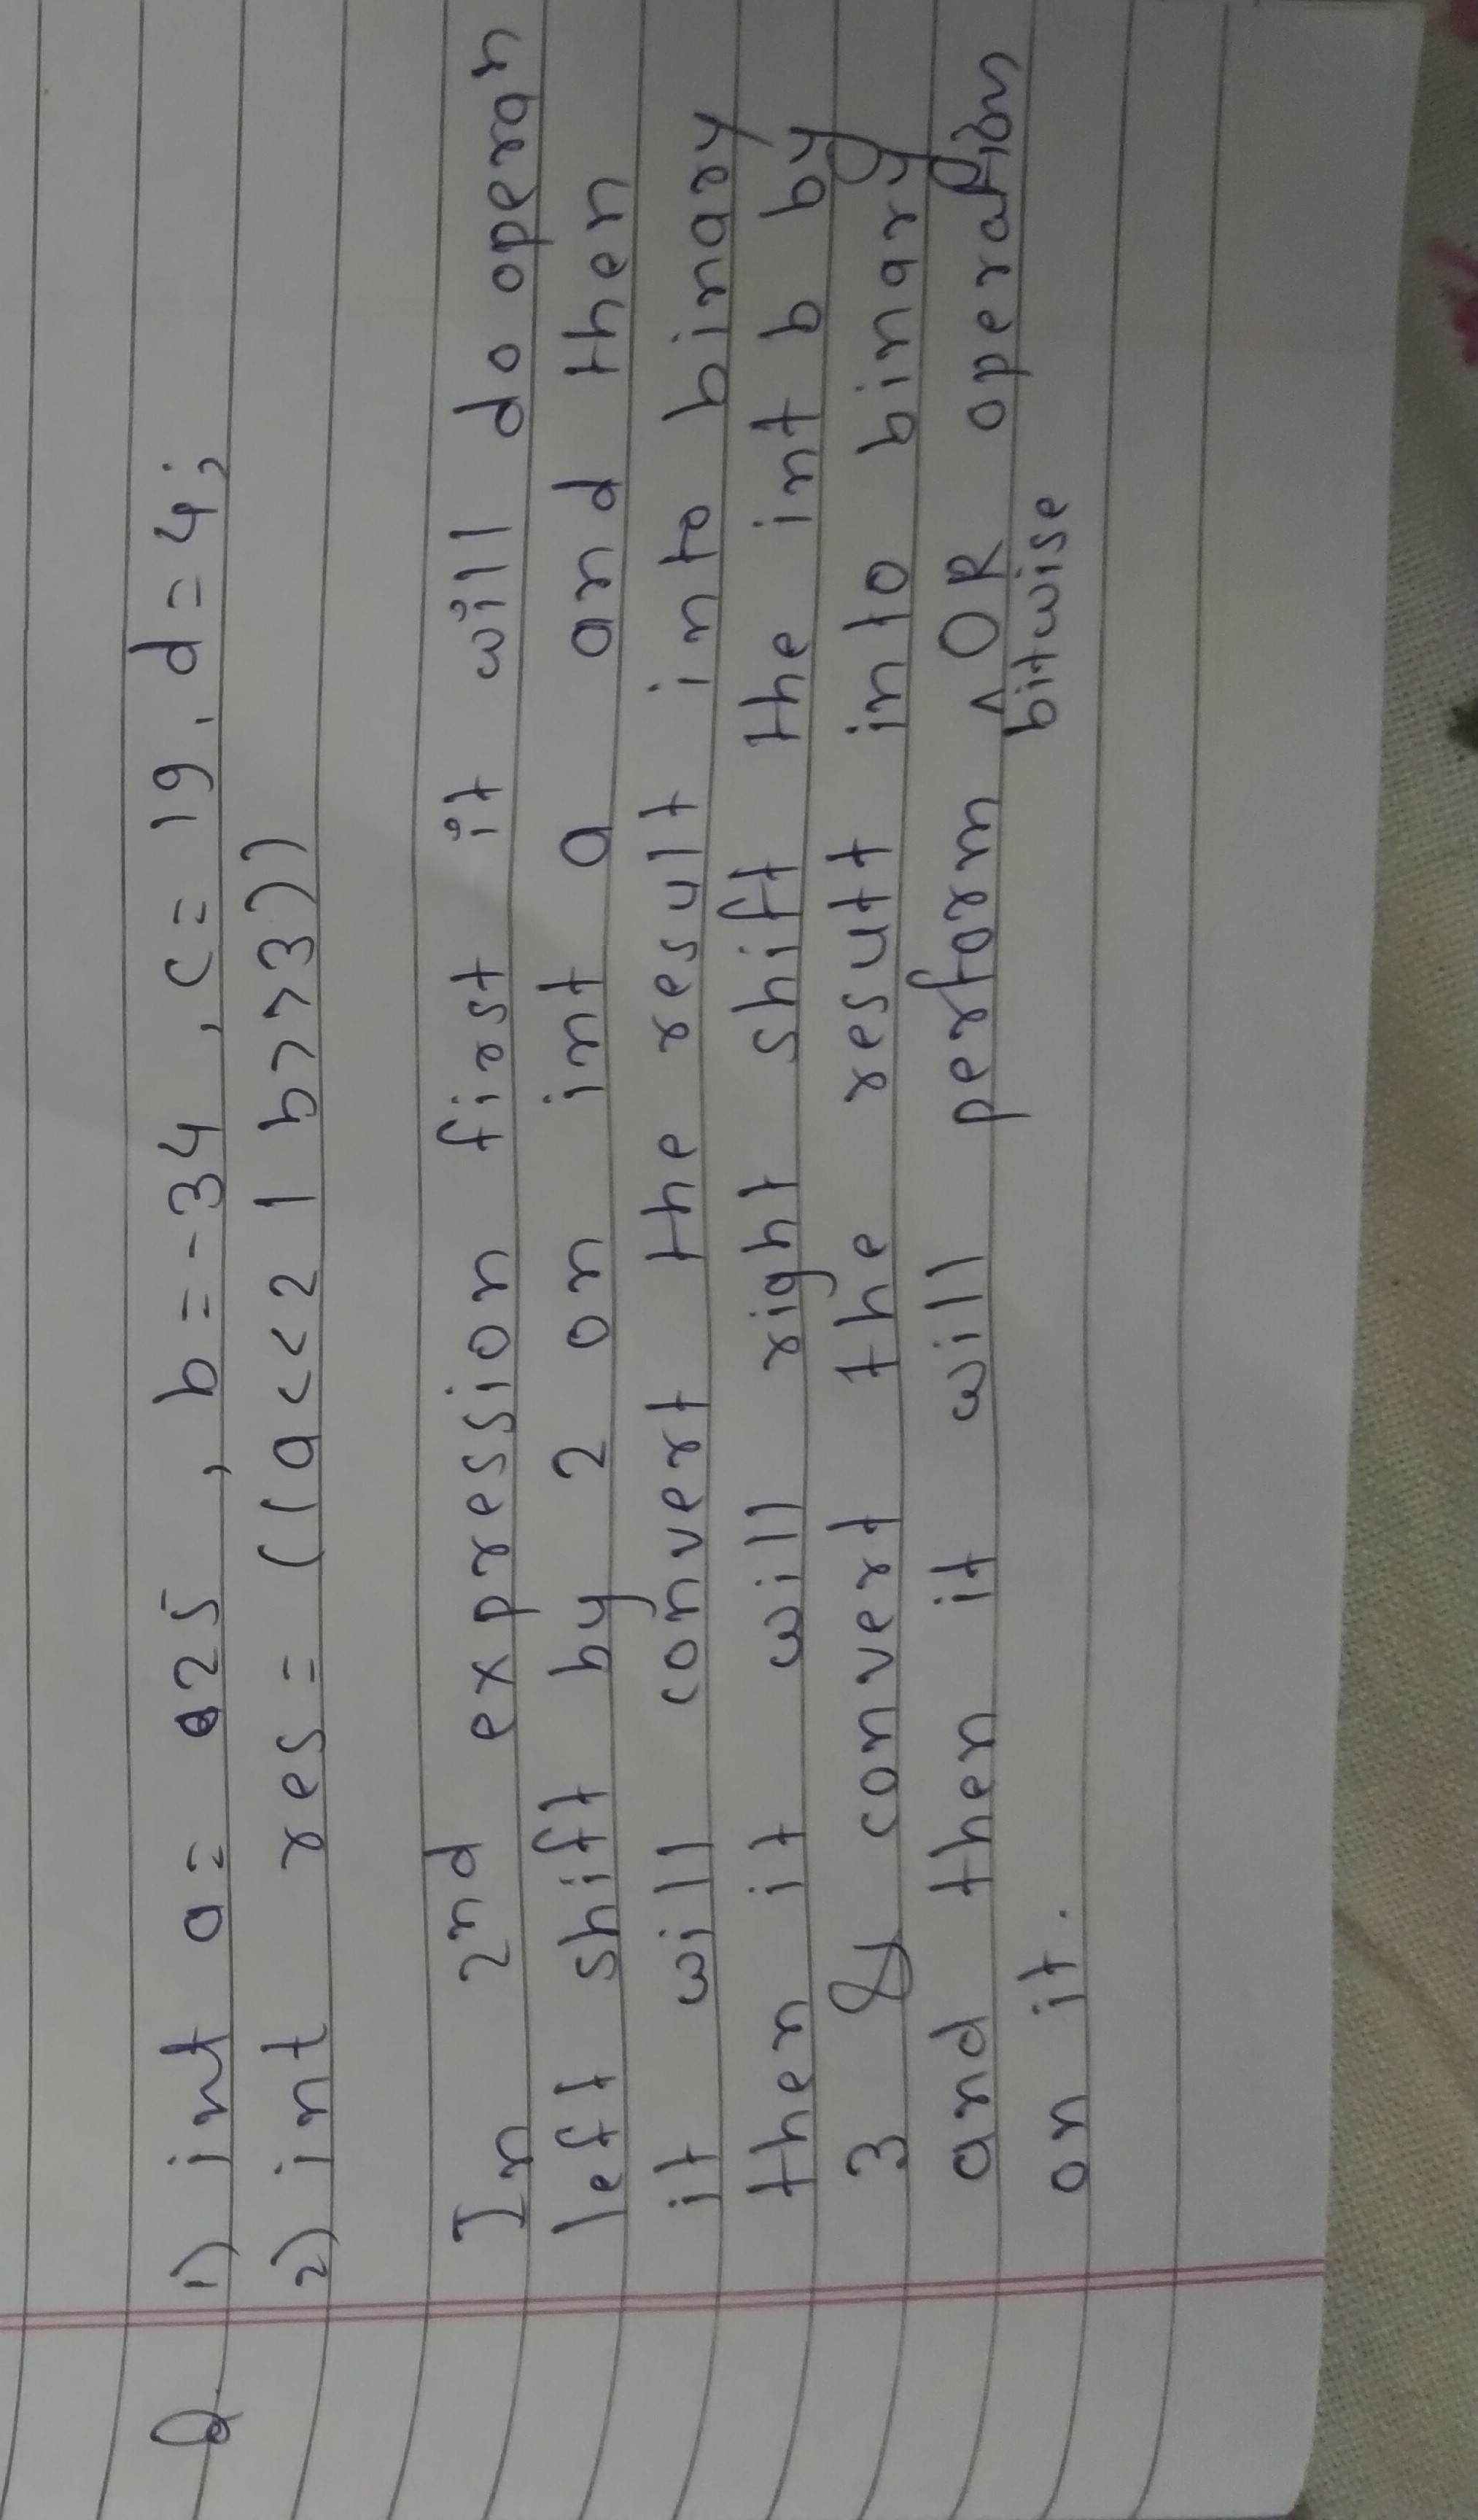 Q. 1) int a = 25, b = -34, c = 19, d = 4;
2) int res = ((a<<2 | b>>3))
In 2nd expression first it will do operan
left shift by 2 on int a and then
it will convert the result into binary
then it will right shift the int b by
3 & convert the result into binary
and then it will perform ^ OR operation
bitwise
on it.